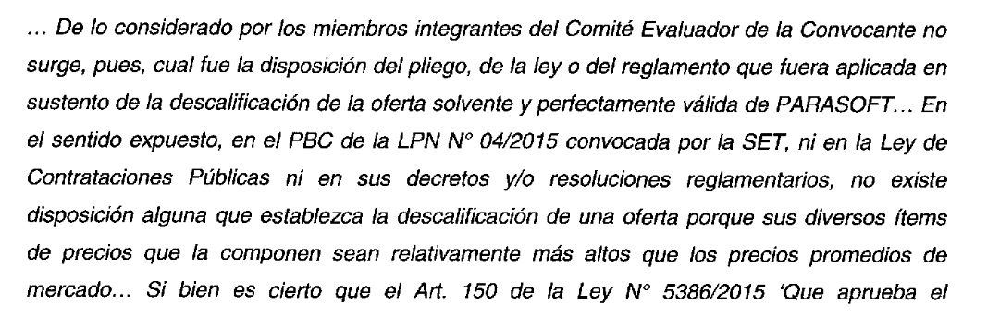 ... De lo considerado por los miembros integrantes del Comité Evaluador de la Convocante no
surge, pues, cual fue la disposición del pliego, de la ley o del reglamento que fuera aplicada en
sustento de la descalificación de la oferta solvente y perfectamente válida de PARASOFT... En
el sentido expuesto, en el PBC de la LPN N° 04/2015 convocada por la SET, ni en la Ley de
Contrataciones Públicas ni en sus decretos y/o resoluciones reglamentarios, no existe
disposición alguna que establezca la descalificación de una oferta porque sus diversos ítems
de precios que la componen sean relativamente más altos que los precios promedios de
mercado... Si bien es cierto que el Art. 150 de la Ley N° 5386/2015 ‘Que aprueba el